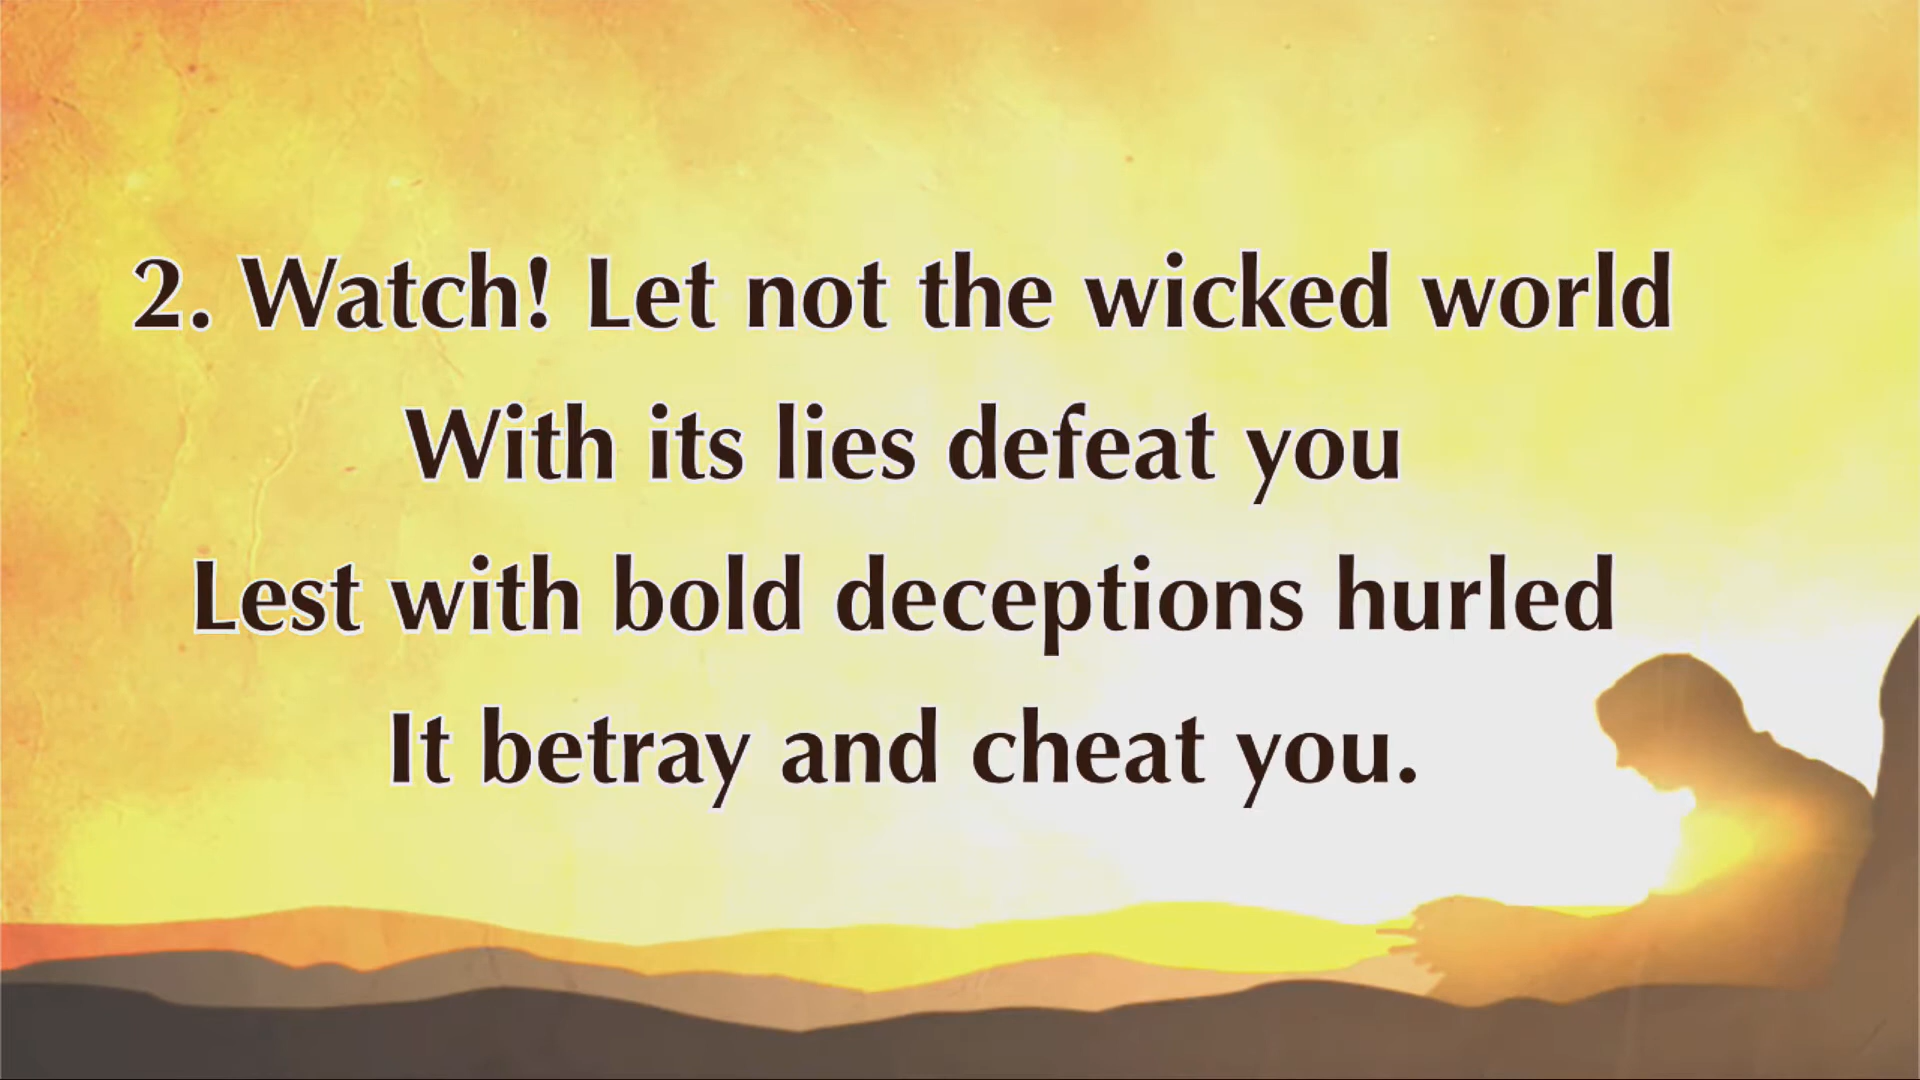 2. Watch! Let not the wicked world
With its lies defeat you
Lest with bold deceptions hurled
It betray and cheat you.